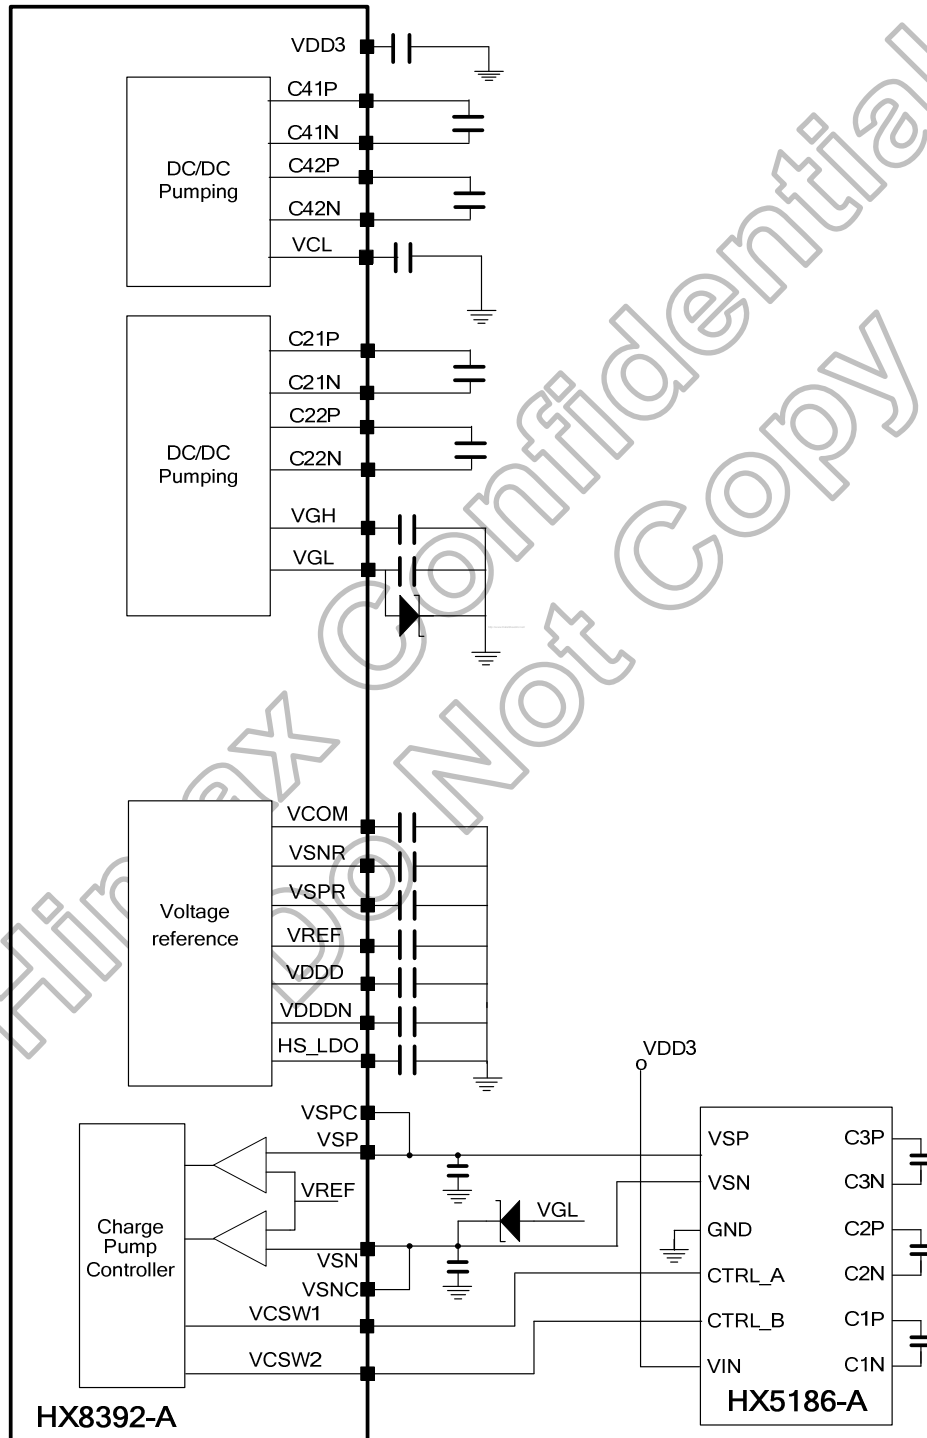 VDD3
C41P
C41N
DC/DC
Pumping
C42P
C42N
VCL
C21P
C21N
C22P
DC/DC
Pumping
C22N
VGH
VGL
VCOM
VSNR
VSPR
Voltage
reference
VREF
VDDD
VDDDN
HS_LDO
VDD3
VSPC
VSP
VREF
Charge
Pump
Controller
VSN
VSNC
VCSW1
VCSW2
VGL
VSP
VSN
GND
CTRL_A
CTRL_B
VIN
C3P
C3N
C2P
C2N
C1P
C1N
HX8392-A
HX5186-A
Himax Confidential
Do Not Copy